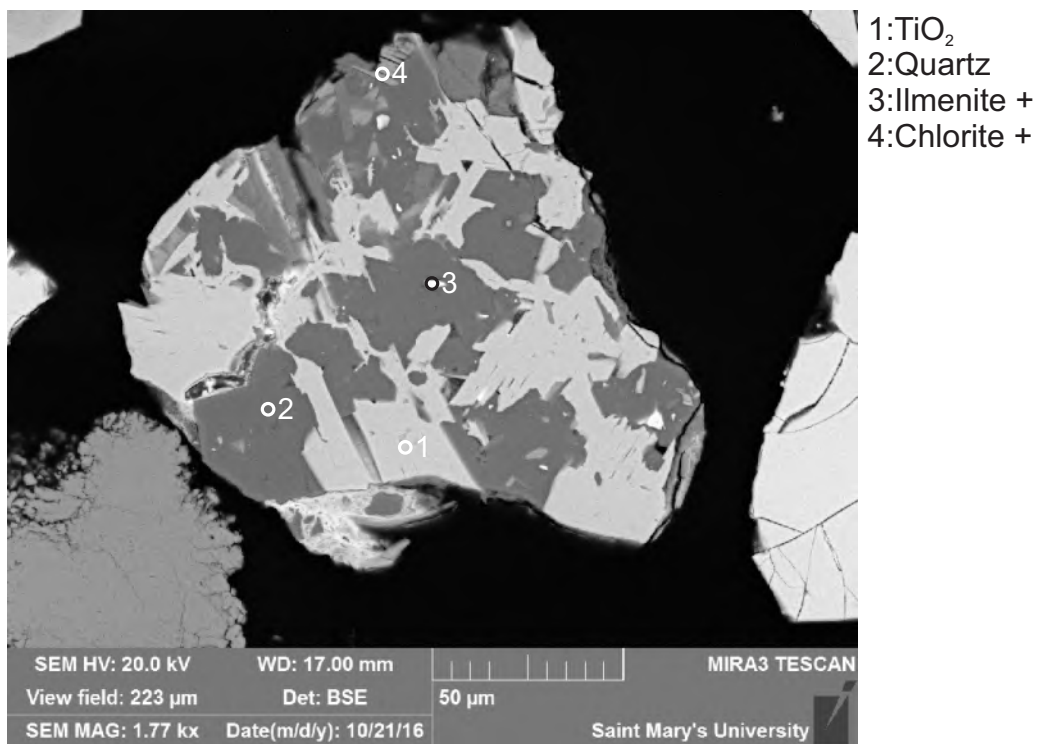 1:TiO₂
2:Quartz
3:Ilmenite +
4:Chlorite +
4
3
2
1
SEM HV: 20.0 kV WD: 17.00 mm MIRA3 TESCAN
View field: 223 µm Det: BSE 50 µm
SEM MAG: 1.77 kx Date(m/d/y): 10/21/16 Saint Mary's University